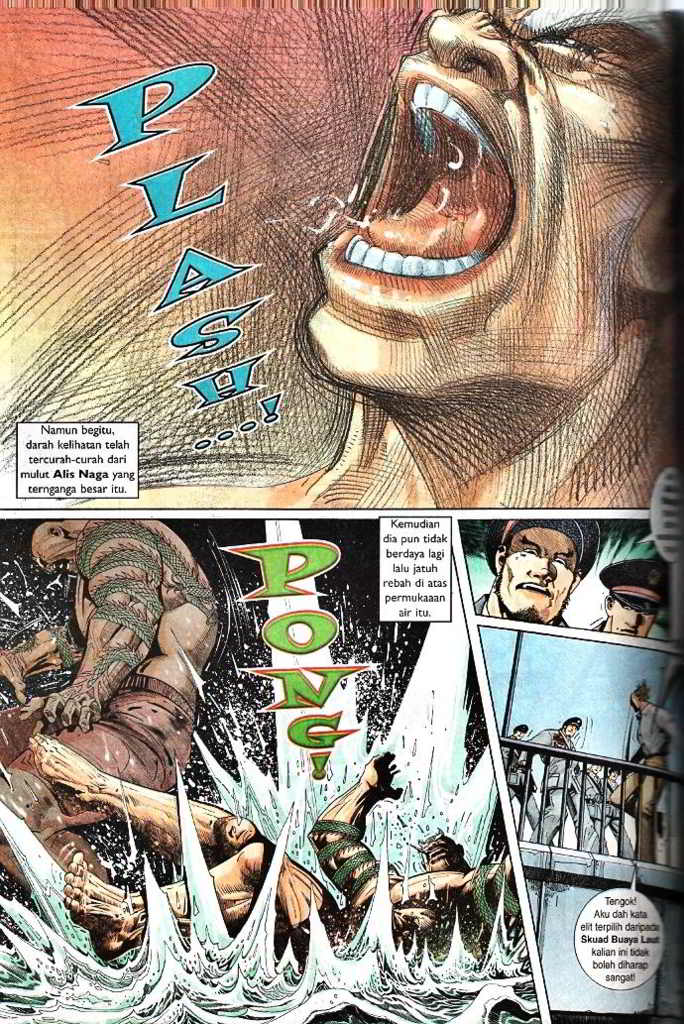 PLASH....!
Namun begitu,
darah kelihatan telah
tercurah-curah dari
mulut Alis Naga yang
ternganga besar itu.
Kemudian
dia pun tidak
berdaya lagi
lalu jatuh
rebah di atas
permukaaan
air itu.
PONG!
Tengok!
Aku dah kata
elit terpilih daripada
Skuad Buaya Laut
kalian ini tidak
boleh diharap
sangat!